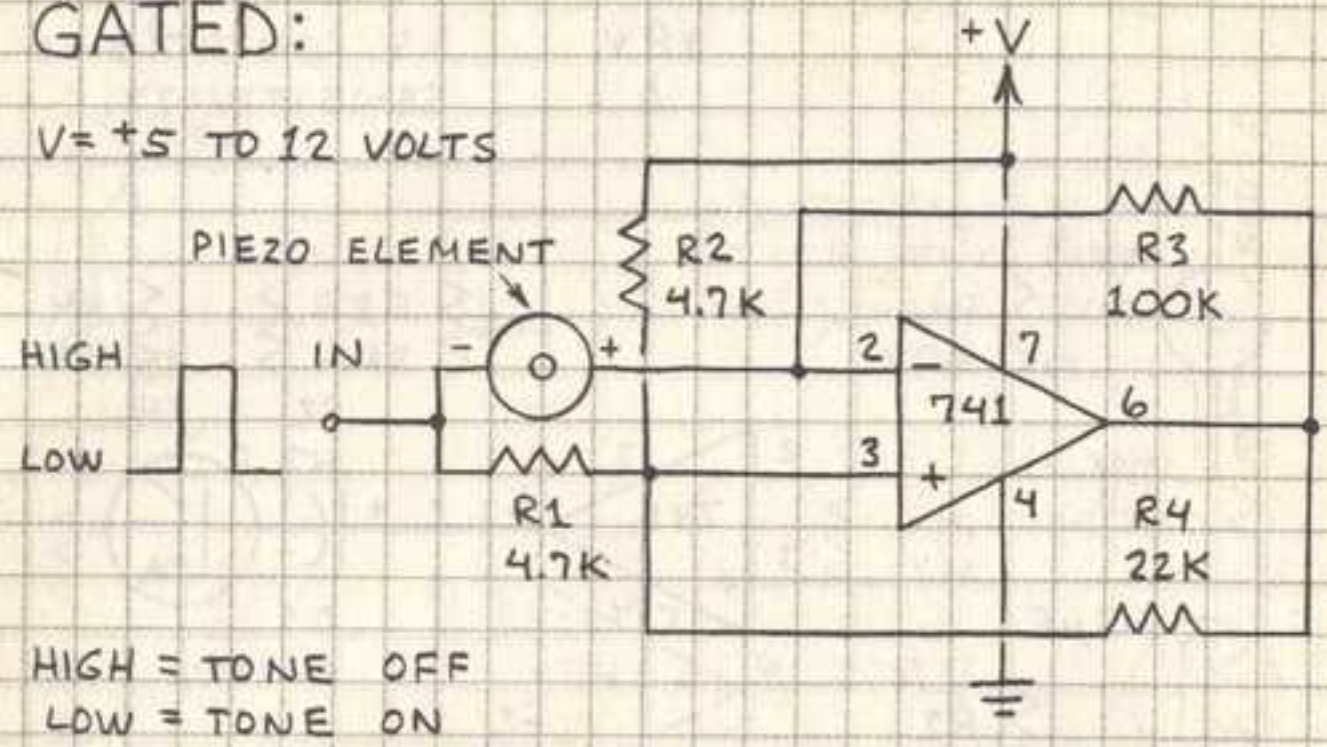 GATED:
V= +5 TO 12 VOLTS
+V
PIEZO ELEMENT
R2
4.7K
R3
100K
HIGH
LOW
IN
-
+
2
-
7
741
6
3
+
4
R1
4.7K
R4
22K
HIGH = TONE OFF
LOW = TONE ON